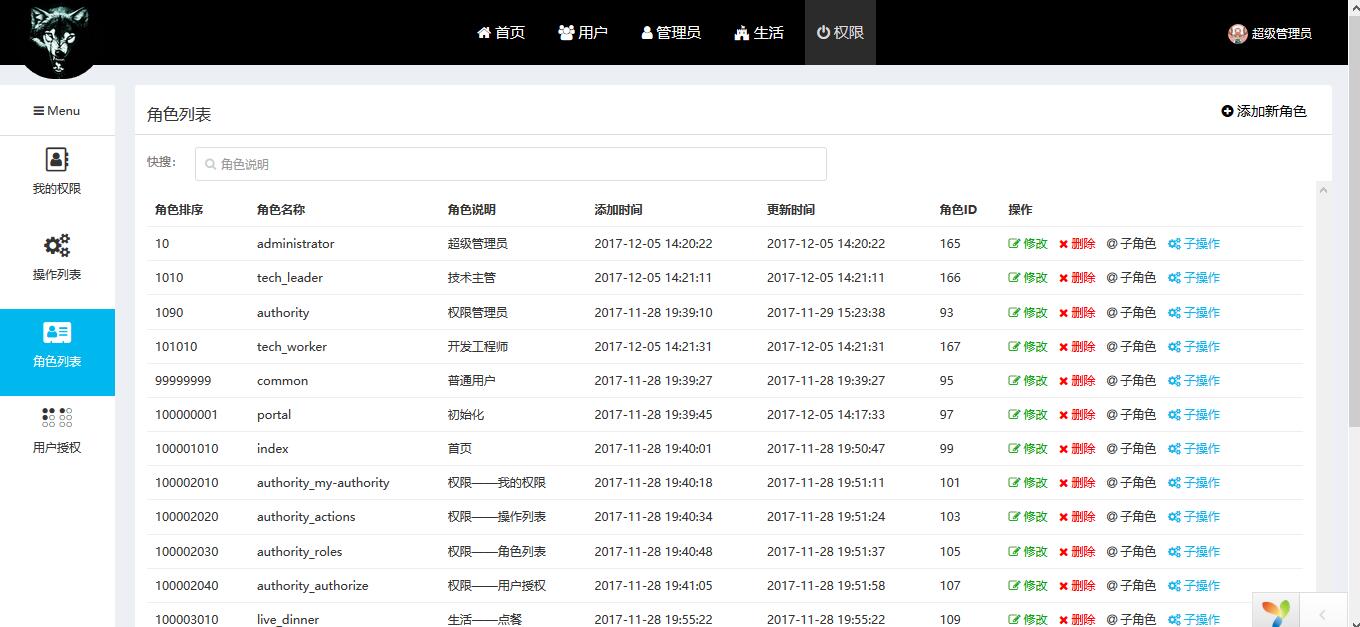 首页 用户 管理员 生活 权限 超级管理员
Menu
我的权限
操作列表
角色列表
用户授权
角色列表 添加新角色
快搜： 角色说明
角色排序 角色名称 角色说明 添加时间 更新时间 角色ID 操作
10 administrator 超级管理员 2017-12-05 14:20:22 2017-12-05 14:20:22 165 修改 删除 @ 子角色 子操作
1010 tech_leader 技术主管 2017-12-05 14:21:11 2017-12-05 14:21:11 166 修改 删除 @ 子角色 子操作
1090 authority 权限管理员 2017-11-28 19:39:10 2017-11-29 15:23:38 93 修改 删除 @ 子角色 子操作
101010 tech_worker 开发工程师 2017-12-05 14:21:31 2017-12-05 14:21:31 167 修改 删除 @ 子角色 子操作
99999999 common 普通用户 2017-11-28 19:39:27 2017-11-28 19:39:27 95 修改 删除 @ 子角色 子操作
100000001 portal 初始化 2017-11-28 19:39:45 2017-12-05 14:17:33 97 修改 删除 @ 子角色 子操作
100001010 index 首页 2017-11-28 19:40:01 2017-11-28 19:50:47 99 修改 删除 @ 子角色 子操作
100002010 authority_my-authority 权限——我的权限 2017-11-28 19:40:18 2017-11-28 19:51:11 101 修改 删除 @ 子角色 子操作
100002020 authority_actions 权限——操作列表 2017-11-28 19:40:34 2017-11-28 19:51:24 103 修改 删除 @ 子角色 子操作
100002030 authority_roles 权限——角色列表 2017-11-28 19:40:48 2017-11-28 19:51:37 105 修改 删除 @ 子角色 子操作
100002040 authority_authorize 权限——用户授权 2017-11-28 19:41:05 2017-11-28 19:51:58 107 修改 删除 @ 子角色 子操作
100003010 live_dinner 生活——点餐 2017-11-28 19:55:22 2017-11-28 19:55:22 109 修改 删除 @ 子角色 子操作